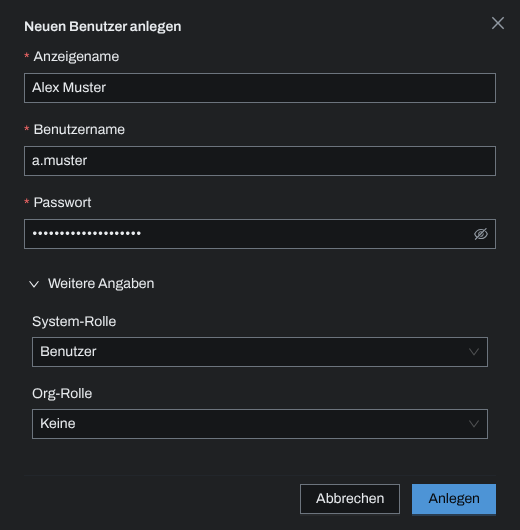 Neuen Benutzer anlegen
* Anzeigename
Alex Muster
* Benutzername
a.muster
* Passwort
••••••••••••••••••••
Weitere Angaben
System-Rolle
Benutzer
Org-Rolle
Keine
Abbrechen Anlegen